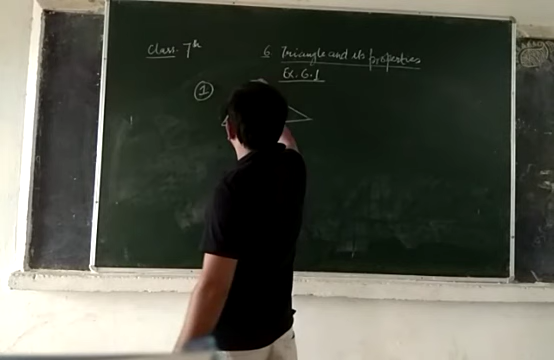 Class. 7th
6 Triangle and its properties
Ex. 6.1
1